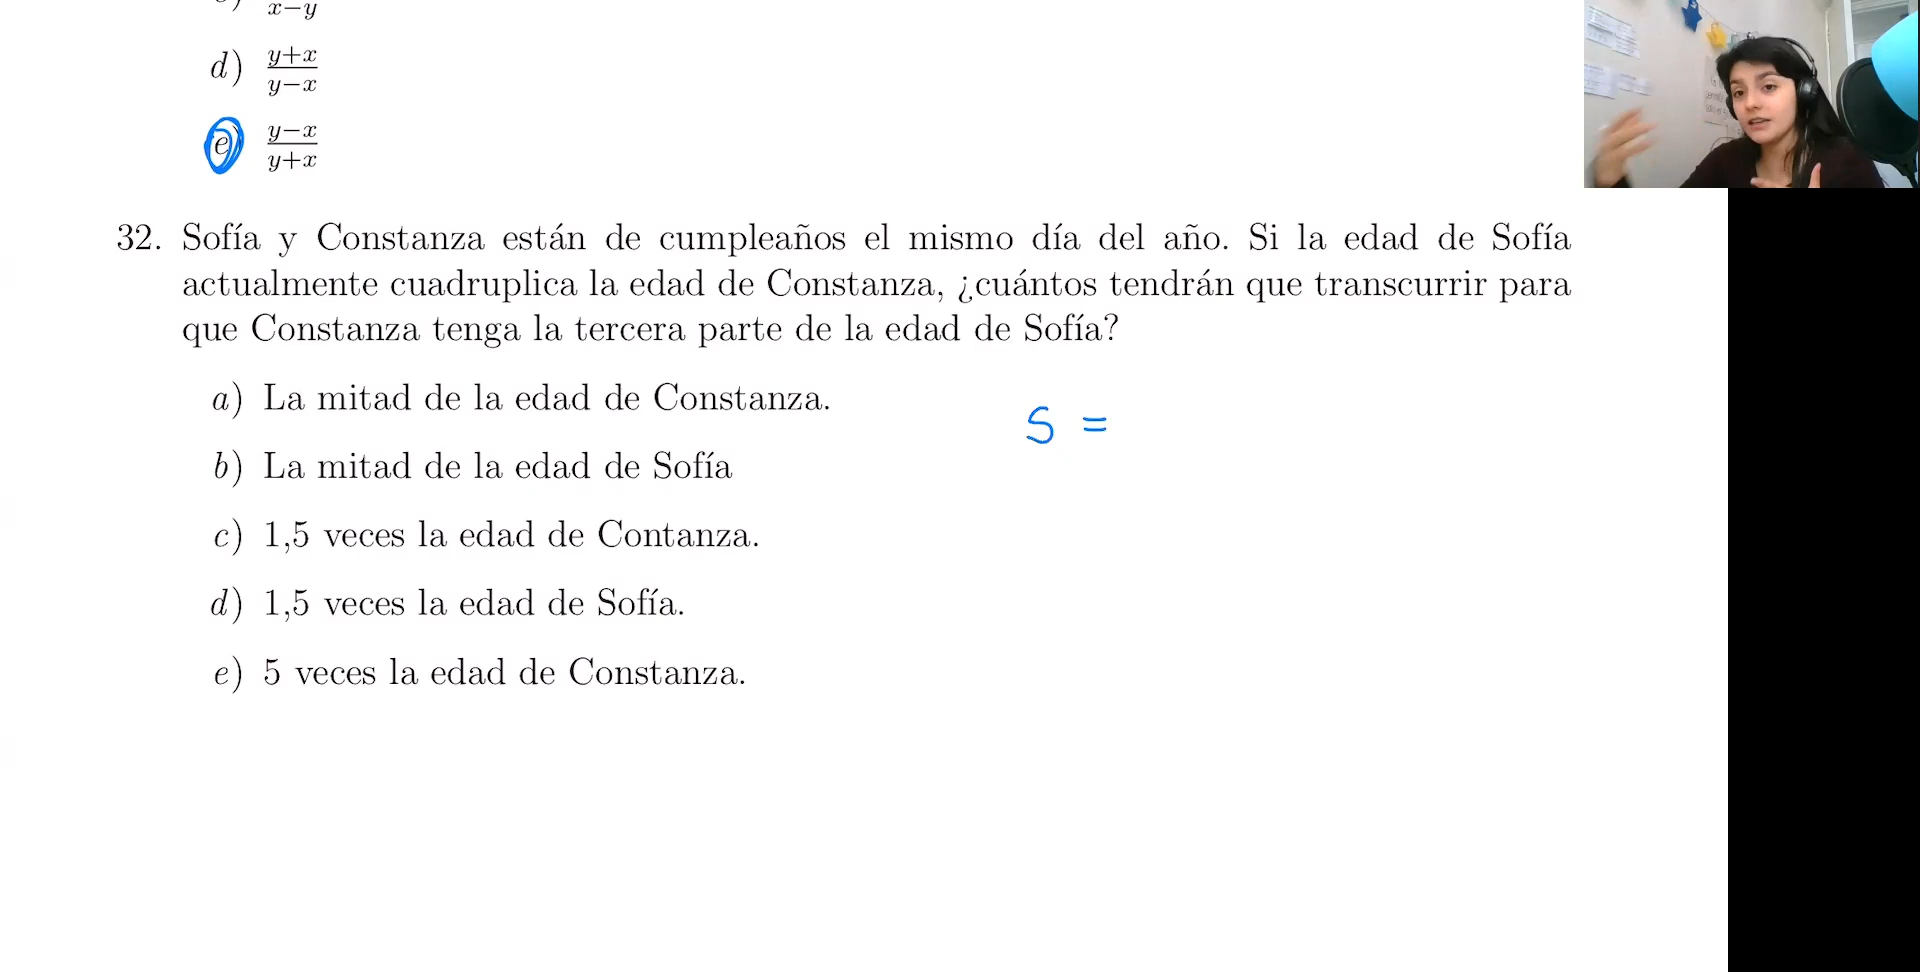 x−y
d) y+x
y−x
e) y−x
y+x
32. Sofía y Constanza están de cumpleaños el mismo día del año. Si la edad de Sofía
actualmente cuadruplica la edad de Constanza, ¿cuántos tendrán que transcurrir para
que Constanza tenga la tercera parte de la edad de Sofía?
a) La mitad de la edad de Constanza.
S =
b) La mitad de la edad de Sofía
c) 1,5 veces la edad de Contanza.
d) 1,5 veces la edad de Sofía.
e) 5 veces la edad de Constanza.